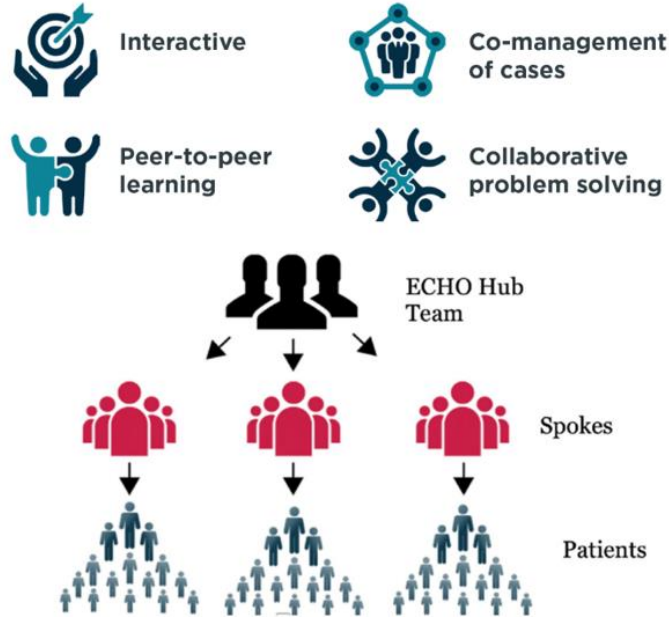 Interactive
Co-management
of cases
Peer-to-peer
learning
Collaborative
problem solving
ECHO Hub
Team
Spokes
Patients